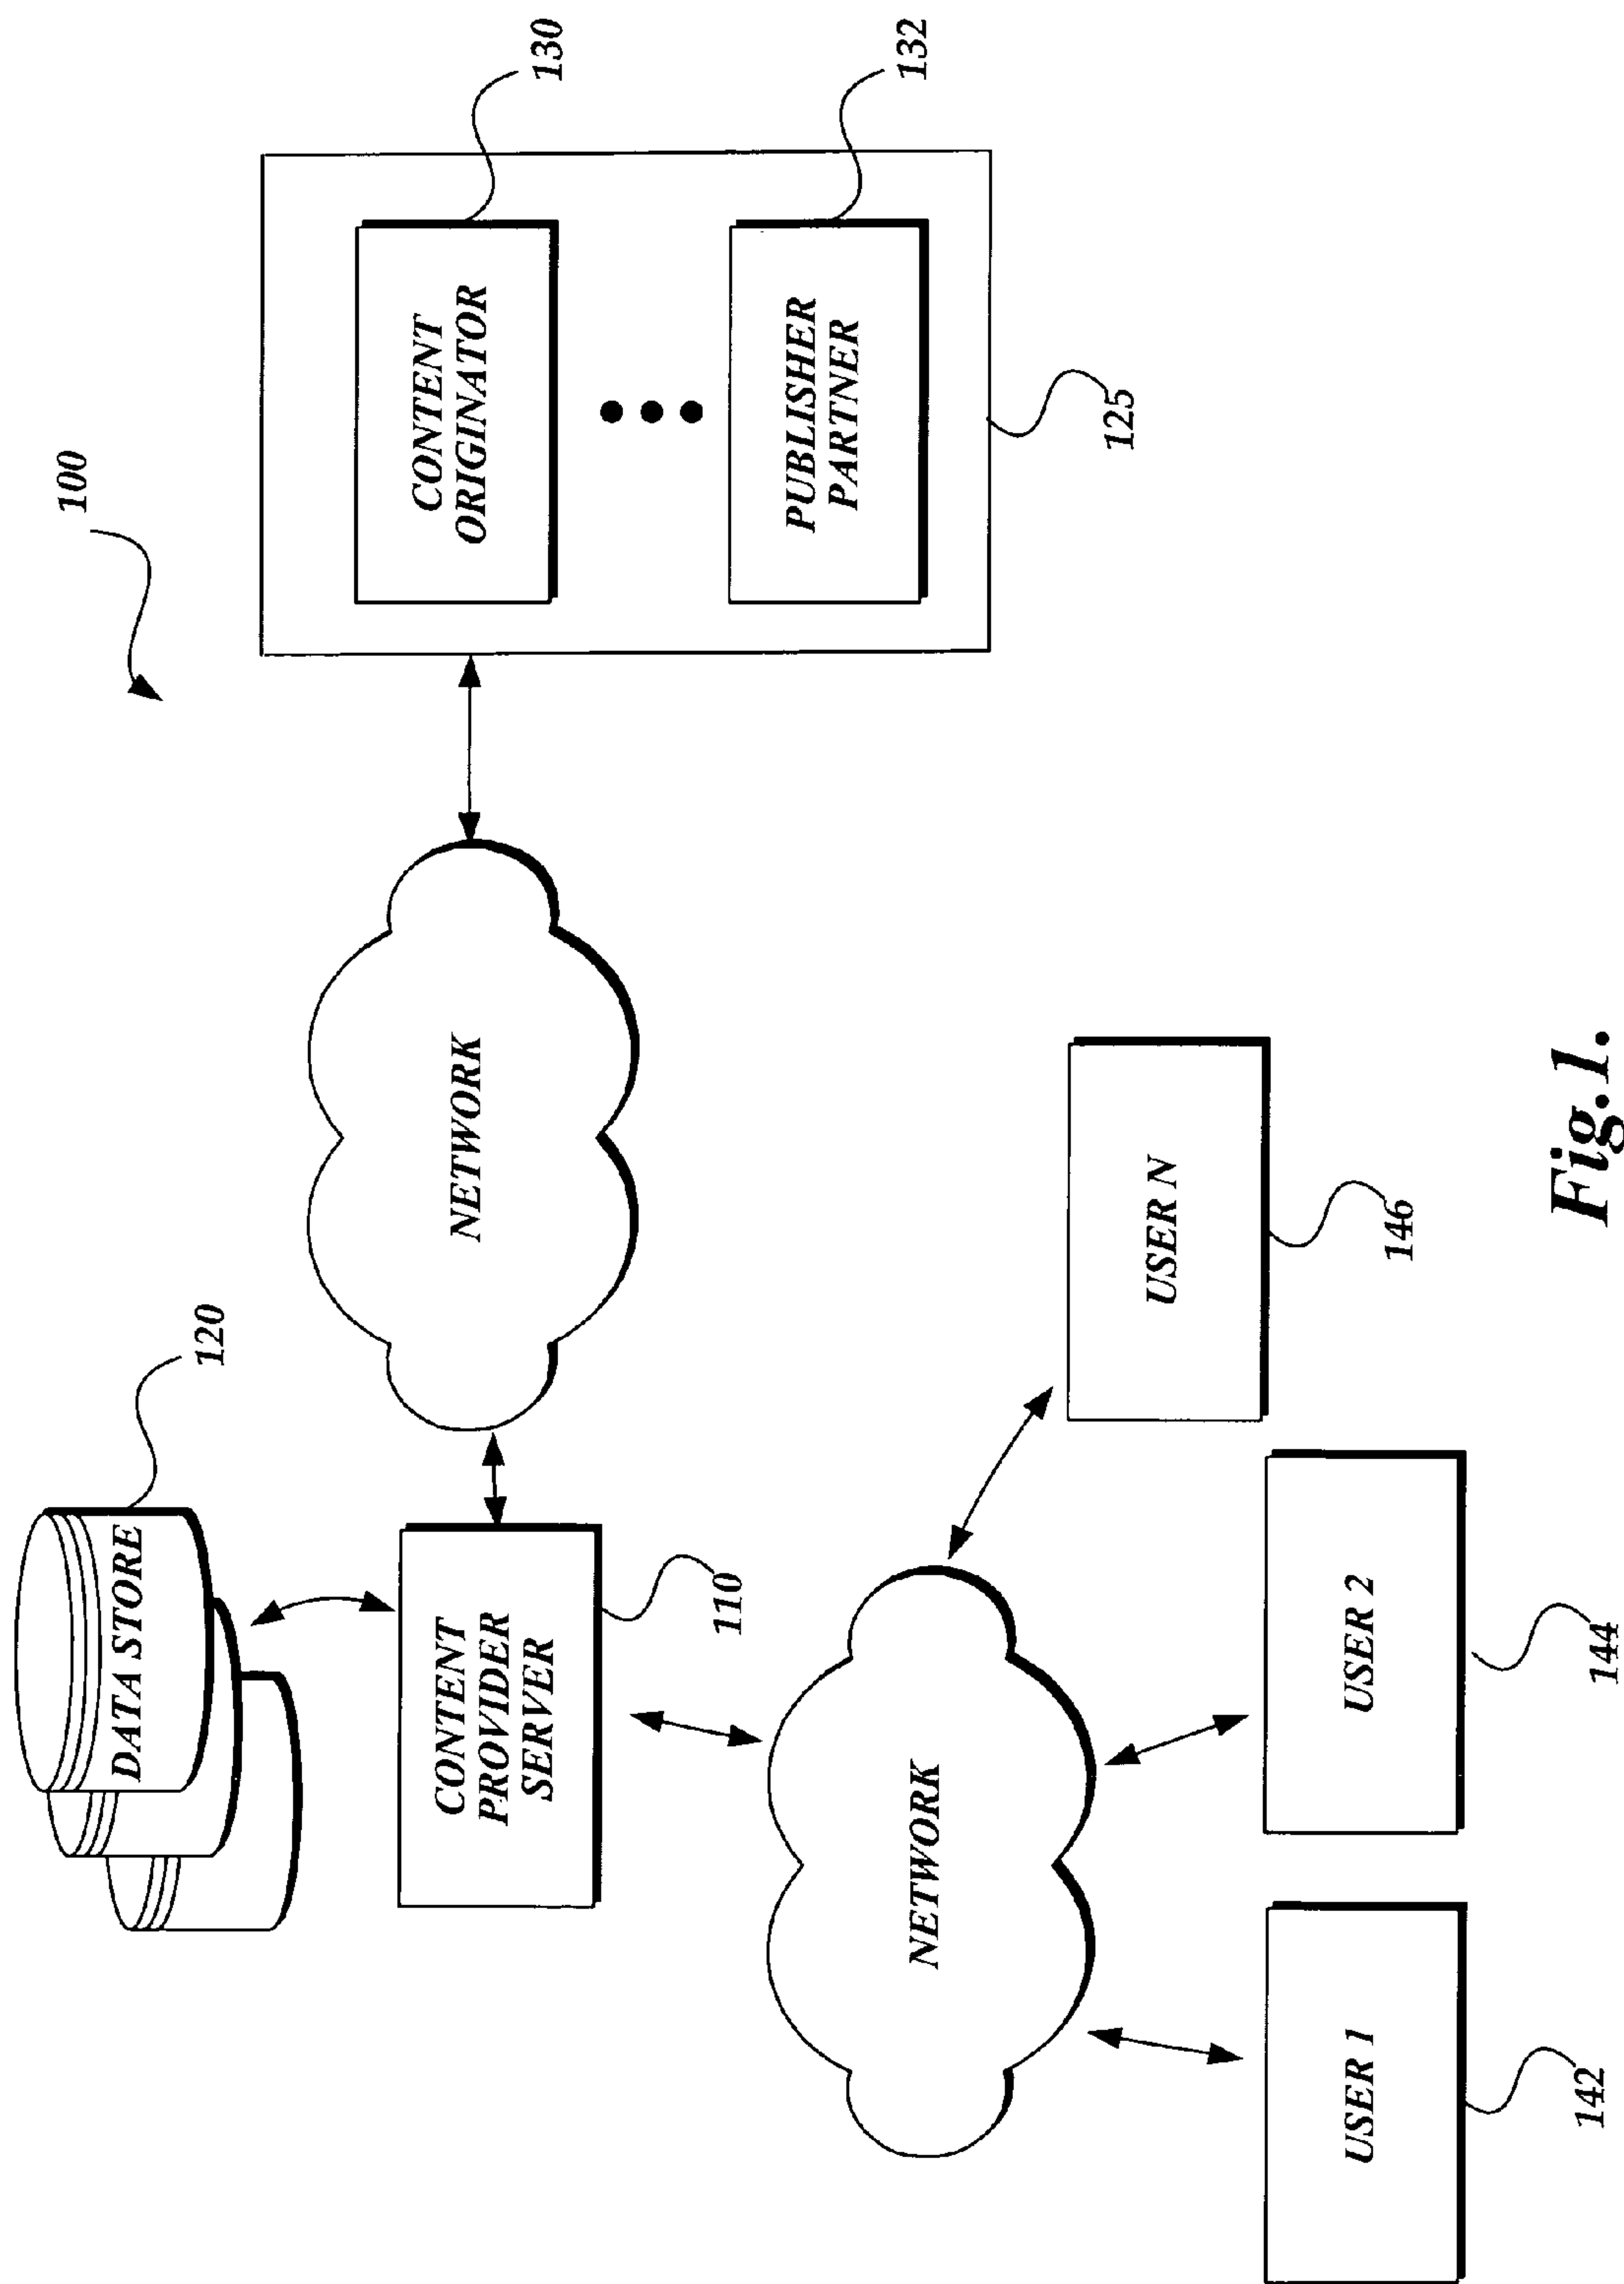 100
DATA STORE
120
CONTENT
PROVIDER
SERVER
110
NETWORK
CONTENT
ORIGINATOR
130
PUBLISHER
PARTNER
132
125
NETWORK
USER 1
142
USER 2
144
USER N
146
Fig.1.